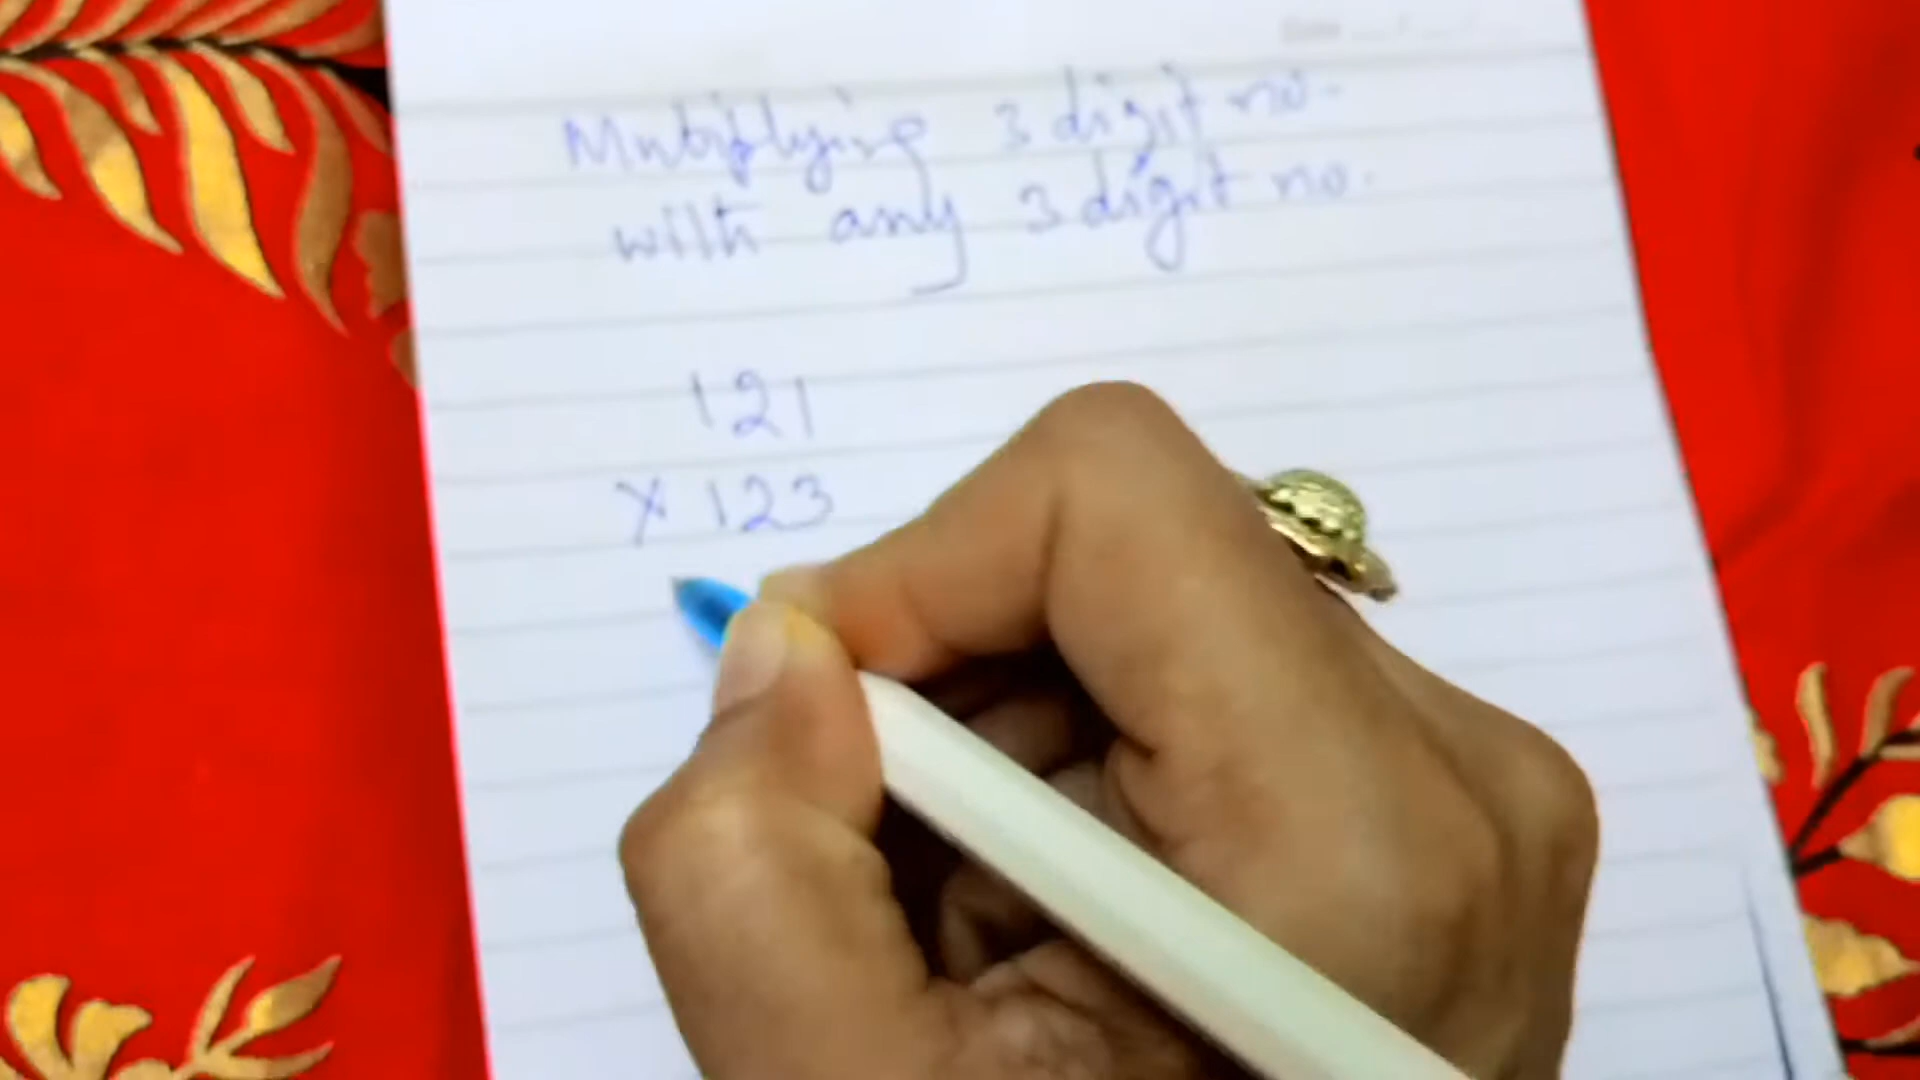 Multiplying 3 digit no.
with any 3 digit no.
121
X 123